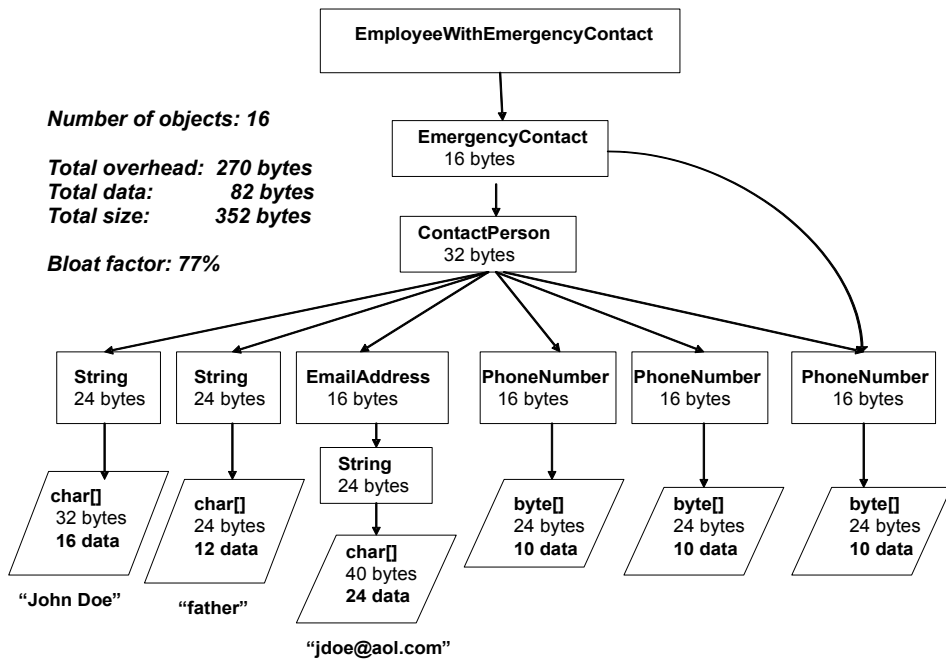 EmployeeWithEmergencyContact
Number of objects: 16
Total overhead: 270 bytes
Total data: 82 bytes
Total size: 352 bytes
Bloat factor: 77%
EmergencyContact
16 bytes
ContactPerson
32 bytes
String
24 bytes
String
24 bytes
EmailAddress
16 bytes
PhoneNumber
16 bytes
PhoneNumber
16 bytes
PhoneNumber
16 bytes
String
24 bytes
char[]
32 bytes
16 data
char[]
24 bytes
12 data
char[]
40 bytes
24 data
byte[]
24 bytes
10 data
byte[]
24 bytes
10 data
byte[]
24 bytes
10 data
“John Doe”
“father”
“jdoe@aol.com”